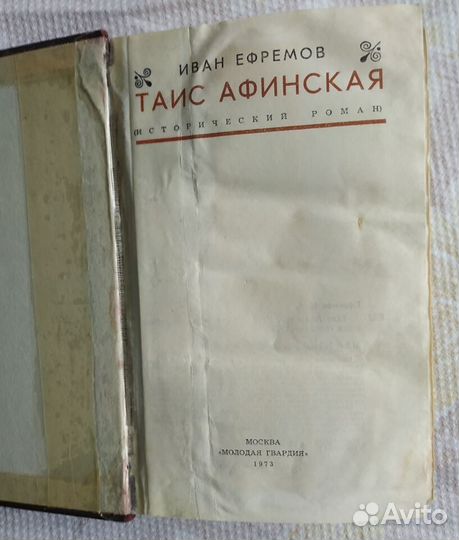 ИВАН ЕФРЕМОВ
ТАИС АФИНСКАЯ
(ИСТОРИЧЕСКИЙ РОМАН)
МОСКВА
«МОЛОДАЯ ГВАРДИЯ»
1973
Avito